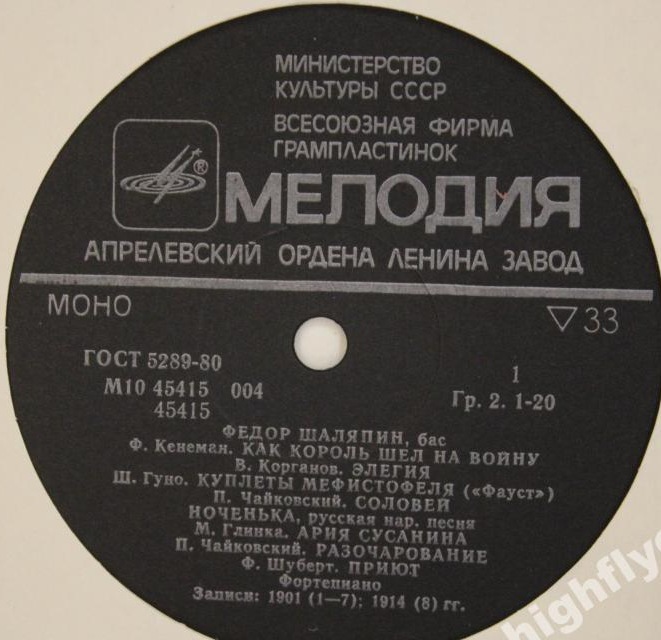 МИНИСТЕРСТВО
КУЛЬТУРЫ СССР
ВСЕСОЮЗНАЯ ФИРМА
ГРАМПЛАСТИНОК
®
МЕЛОДИЯ
АПРЕЛЕВСКИЙ ОРДЕНА ЛЕНИНА ЗАВОД
МОНО
▽ 33
ГОСТ 5289-80
М10 45415 004
45415
1
Гр. 2. 1-20
ФЕДОР ШАЛЯПИН, бас
Ф. Кенеман. КАК КОРОЛЬ ШЕЛ НА ВОЙНУ
В. Корганов. ЭЛЕГИЯ
Ш. Гуно. КУПЛЕТЫ МЕФИСТОФЕЛЯ («Фауст»)
П. Чайковский. СОЛОВЕЙ
НОЧЕНЬКА, русская нар. песня
М. Глинка. АРИЯ СУСАНИНА
П. Чайковский. РАЗОЧАРОВАНИЕ
Ф. Шуберт. ПРИЮТ
Фортепиано
Записи: 1901 (1—7); 1914 (8) гг.